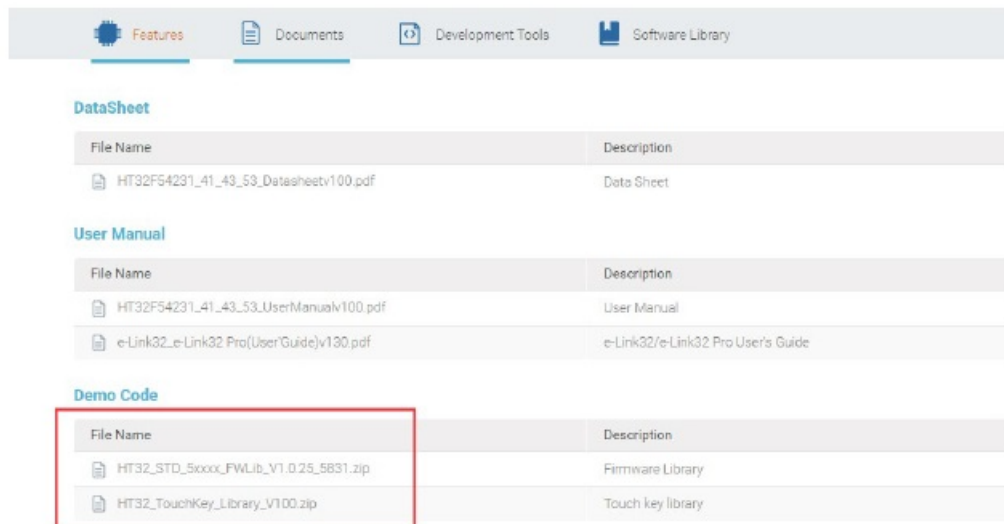 Features Documents Development Tools Software Library
DataSheet
File Name Description
HT32F54231_41_43_53_Datasheetv100.pdf Data Sheet
User Manual
File Name Description
HT32F54231_41_43_53_UserManualv100.pdf User Manual
e-Link32_e-Link32 Pro(User'Guide)v130.pdf e-Link32/e-Link32 Pro User's Guide
Demo Code
File Name Description
HT32_STD_5xxxx_FWLib_V1.0.25_5831.zip Firmware Library
HT32_TouchKey_Library_V100.zip Touch key library